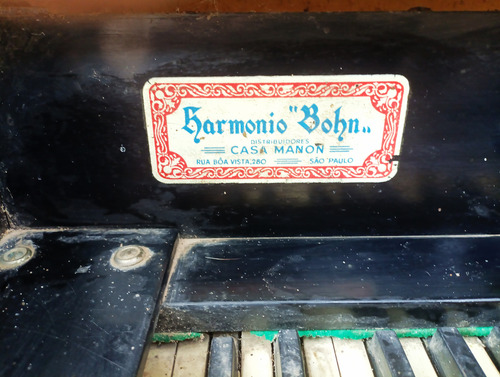 Harmonio "Bohn„
DISTRIBUIDORES
CASA MANON
RUA BÔA VISTA, 280 SÃO PAULO